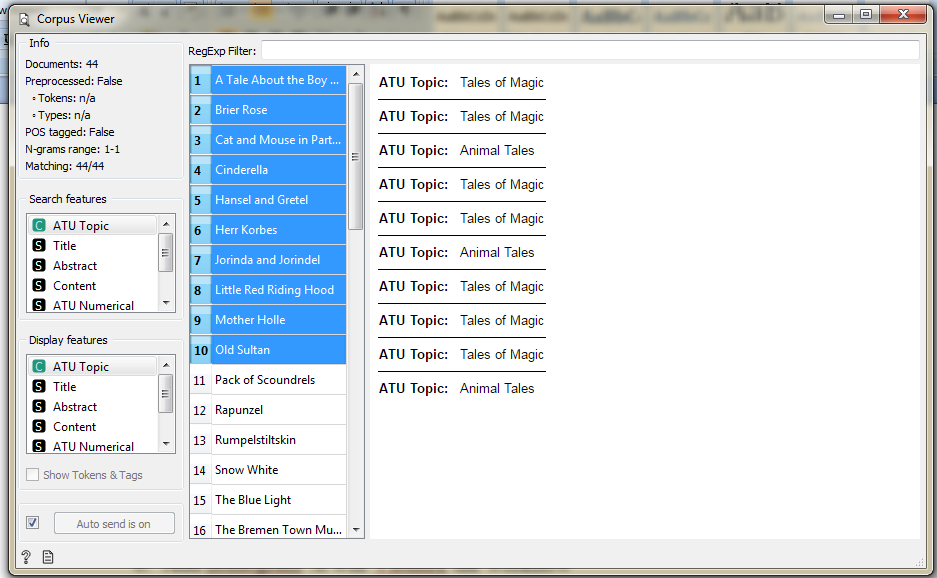 Corpus Viewer
Info
Documents: 44
Preprocessed: False
◦ Tokens: n/a
◦ Types: n/a
POS tagged: False
N-grams range: 1-1
Matching: 44/44
Search features
C ATU Topic
S Title
S Abstract
S Content
S ATU Numerical
Display features
C ATU Topic
S Title
S Abstract
S Content
S ATU Numerical
Show Tokens & Tags
Auto send is on
RegExp Filter:
1 A Tale About the Boy ...
2 Brier Rose
3 Cat and Mouse in Part...
4 Cinderella
5 Hansel and Gretel
6 Herr Korbes
7 Jorinda and Jorindel
8 Little Red Riding Hood
9 Mother Holle
10 Old Sultan
11 Pack of Scoundrels
12 Rapunzel
13 Rumpelstiltskin
14 Snow White
15 The Blue Light
16 The Bremen Town Mu...
ATU Topic: Tales of Magic
ATU Topic: Tales of Magic
ATU Topic: Animal Tales
ATU Topic: Tales of Magic
ATU Topic: Tales of Magic
ATU Topic: Animal Tales
ATU Topic: Tales of Magic
ATU Topic: Tales of Magic
ATU Topic: Tales of Magic
ATU Topic: Animal Tales